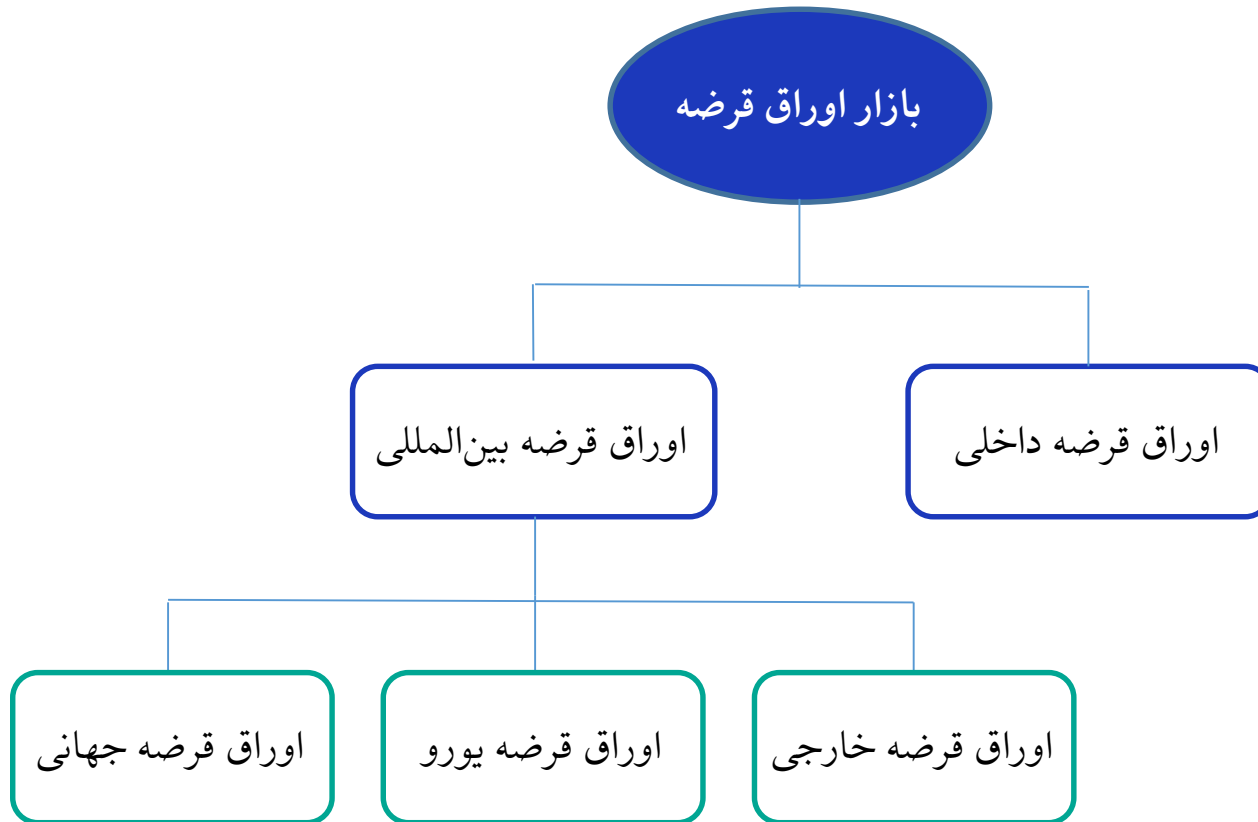 بازار اوراق قرضه
اوراق قرضه داخلی
اوراق قرضه بین‌المللی
اوراق قرضه خارجی
اوراق قرضه یورو
اوراق قرضه جهانی